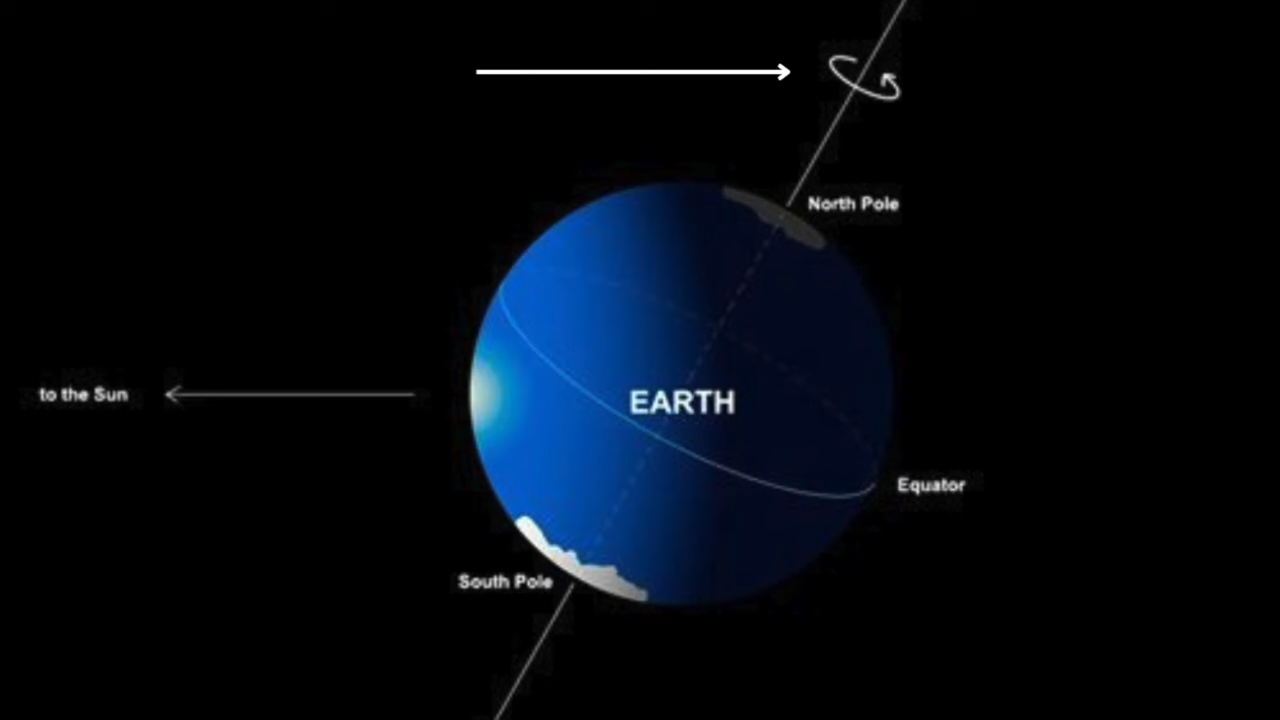 North Pole
to the Sun
EARTH
Equator
South Pole